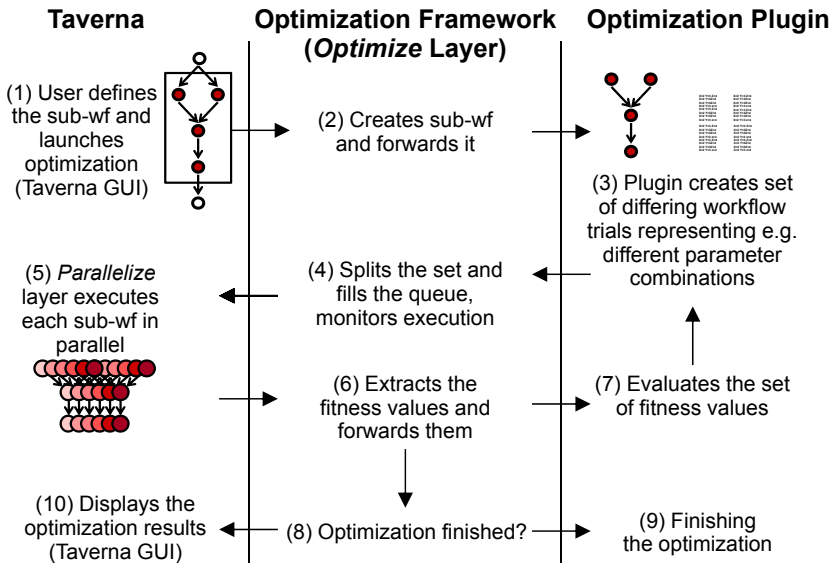 Taverna
Optimization Framework
(Optimize Layer)
Optimization Plugin
(1) User defines
the sub-wf and
launches
optimization
(Taverna GUI)
(2) Creates sub-wf
and forwards it
(3) Plugin creates set
of differing workflow
trials representing e.g.
different parameter
combinations
(4) Splits the set and
fills the queue,
monitors execution
(5) Parallelize
layer executes
each sub-wf in
parallel
(6) Extracts the
fitness values and
forwards them
(7) Evaluates the set
of fitness values
(8) Optimization finished?
(9) Finishing
the optimization
(10) Displays the
optimization results
(Taverna GUI)